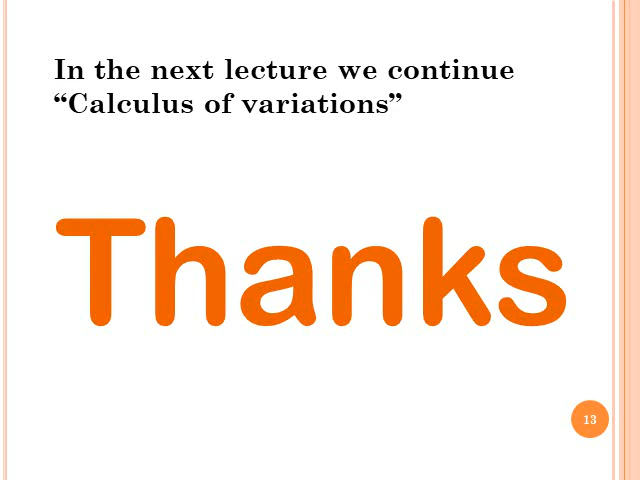 In the next lecture we continue
“Calculus of variations”
Thanks
13